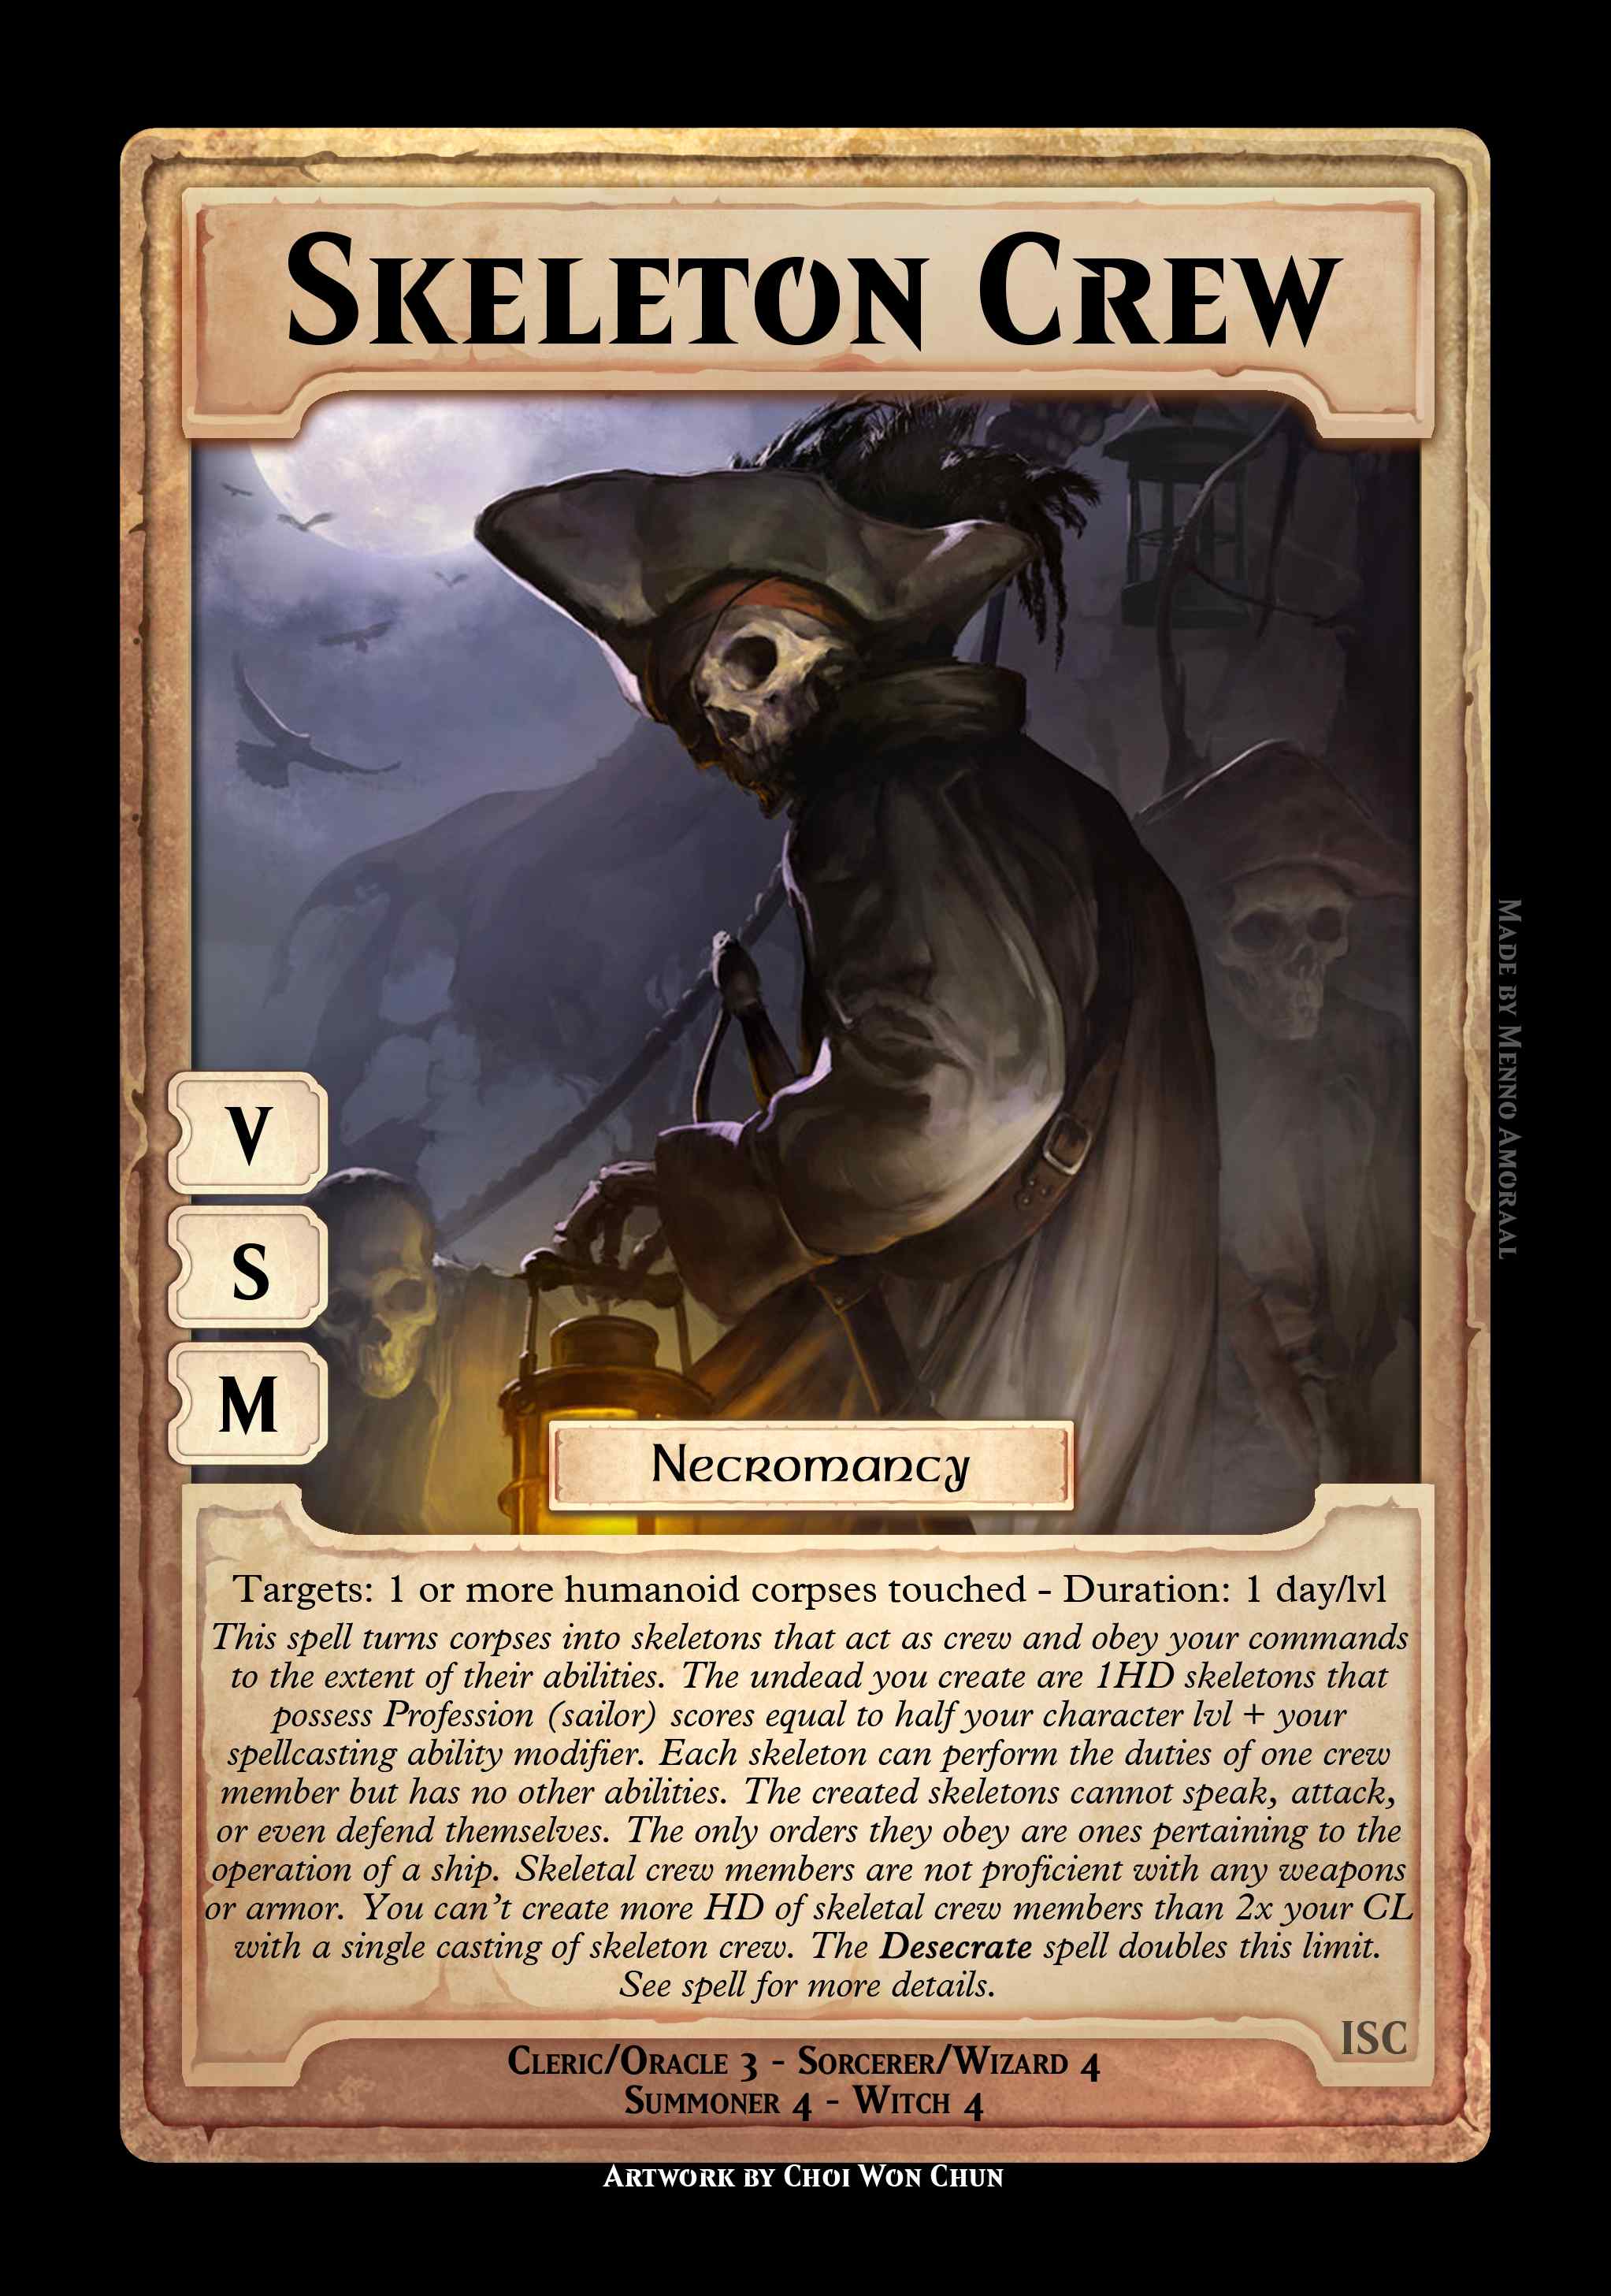 Skeleton Crew
V
S
M
Necromancy
Targets: 1 or more humanoid corpses touched - Duration: 1 day/lvl
This spell turns corpses into skeletons that act as crew and obey your commands
to the extent of their abilities. The undead you create are 1HD skeletons that
possess Profession (sailor) scores equal to half your character lvl + your
spellcasting ability modifier. Each skeleton can perform the duties of one crew
member but has no other abilities. The created skeletons cannot speak, attack,
or even defend themselves. The only orders they obey are ones pertaining to the
operation of a ship. Skeletal crew members are not proficient with any weapons
or armor. You can't create more HD of skeletal crew members than 2x your CL
with a single casting of skeleton crew. The Desecrate spell doubles this limit.
See spell for more details.
ISC
Cleric/Oracle 3 - Sorcerer/Wizard 4
Summoner 4 - Witch 4
Artwork by Choi Won Chun
Made by Menno Amoraal